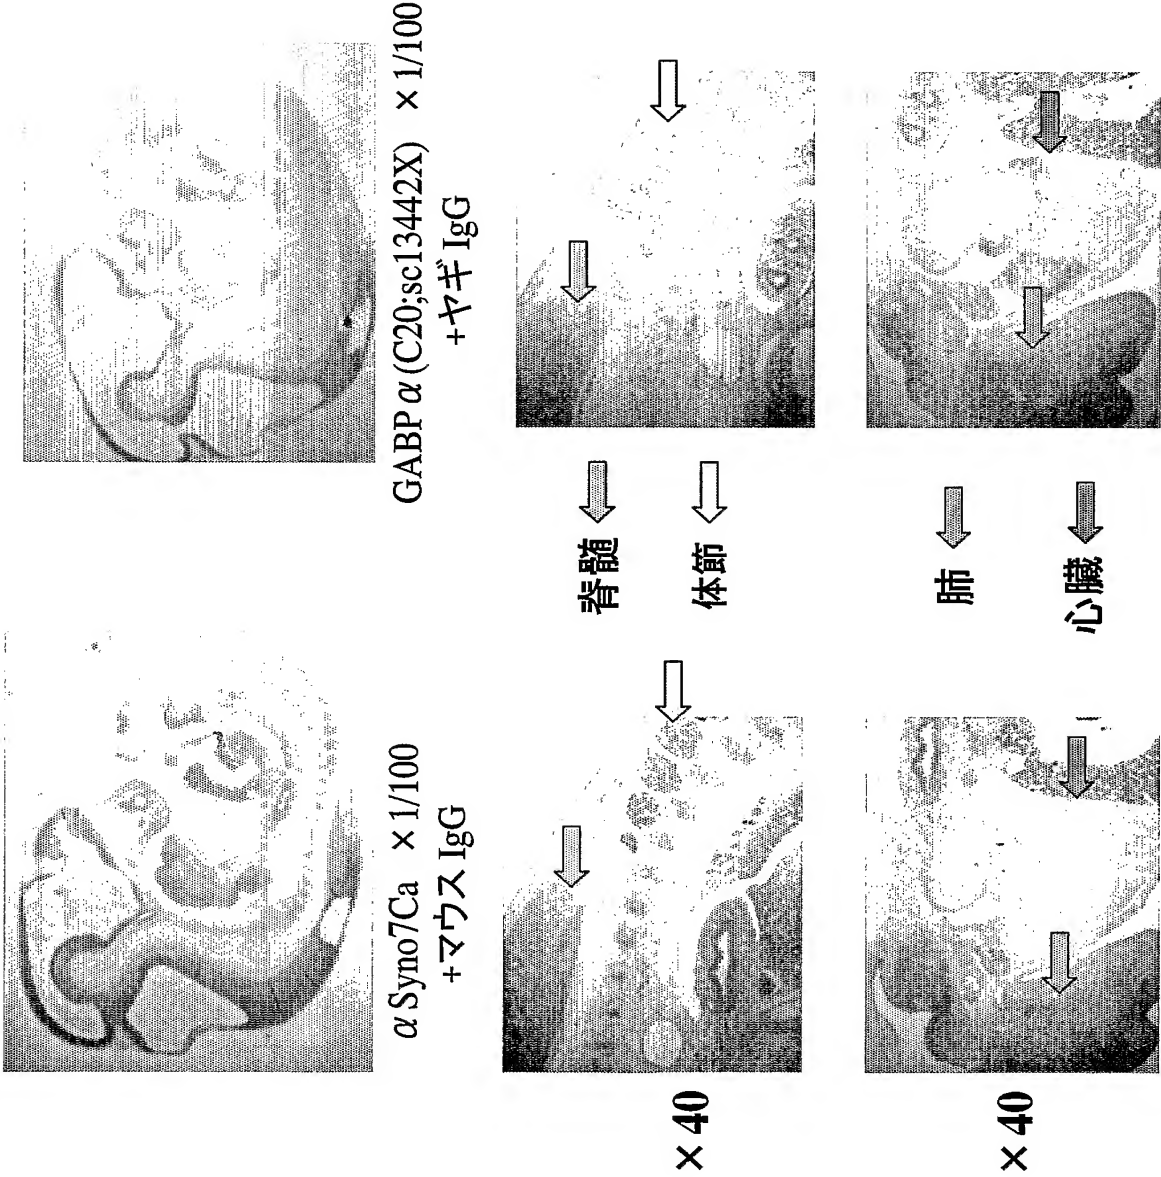 α Syno7Ca ×1/100
+マウス IgG
GABP α (C20;sc13442X) ×1/100
+ヤギ IgG
×40
脊髄
体節
×40
肺
心臓